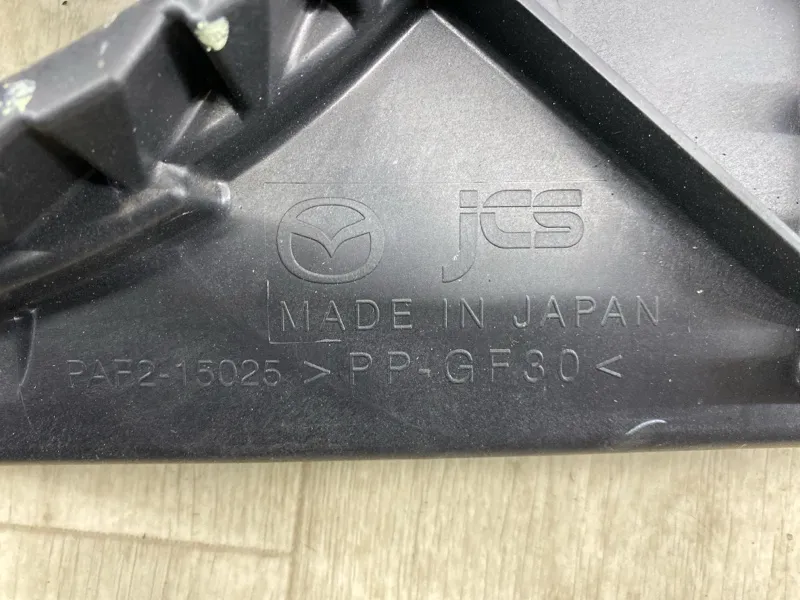 jcs
MADE IN JAPAN
PAF2-15025 >PP-GF30<